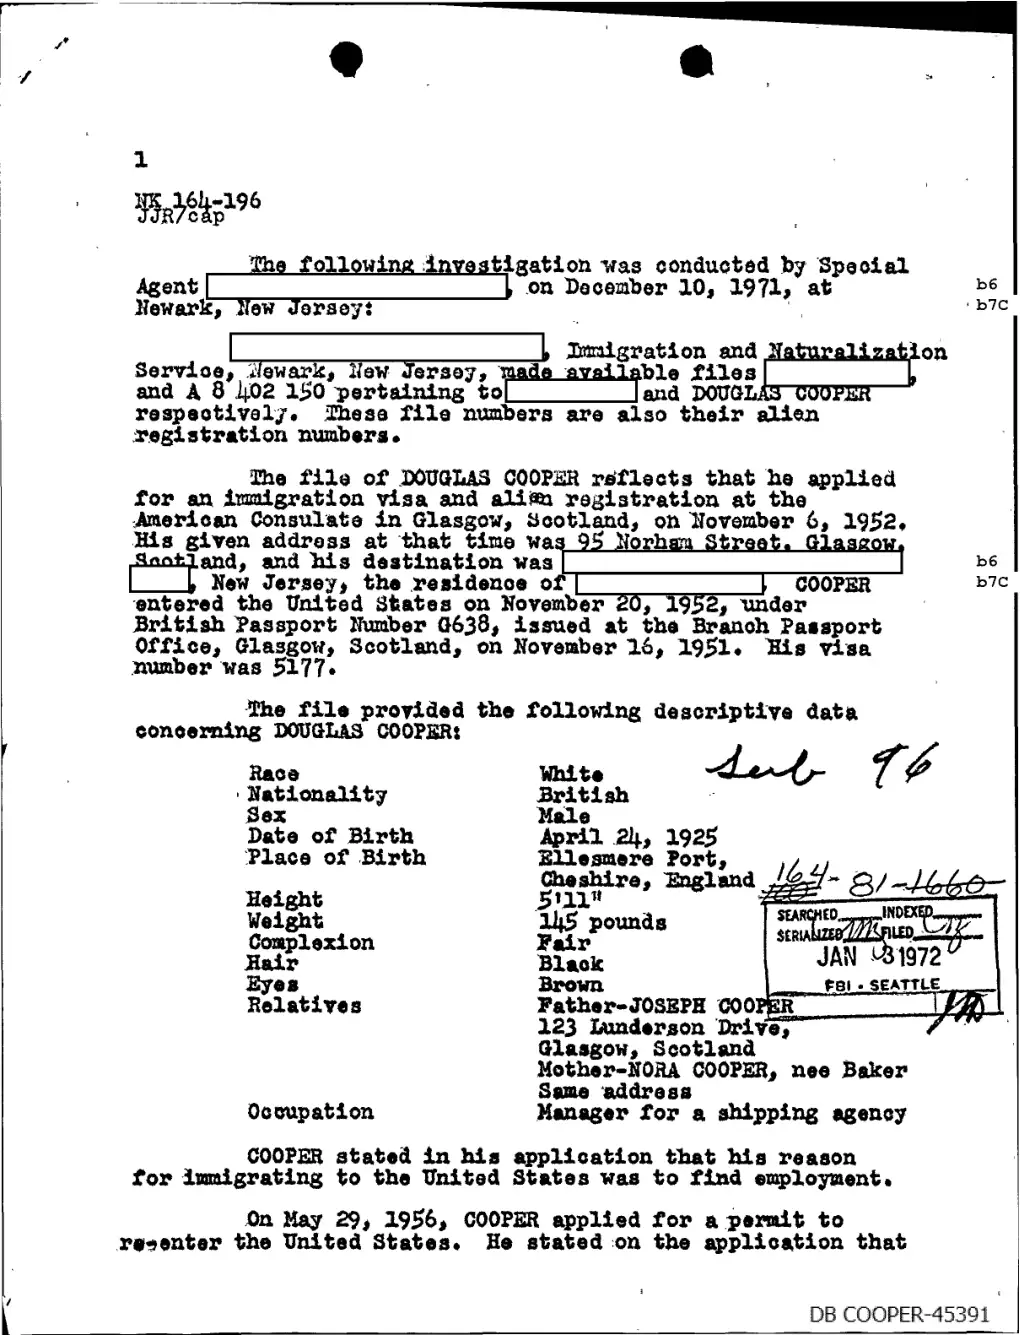 1
NK 164-196
JJR/cap
The following investigation was conducted by Special
Agent , on December 10, 1971, at
b6
Newark, New Jersey:
b7C
, Immigration and Naturalization
Service, Newark, New Jersey, made available files ,
and A 8 402 150 pertaining to and DOUGLAS COOPER
respectively. These file numbers are also their alien
registration numbers.
The file of DOUGLAS COOPER reflects that he applied
for an immigration visa and alien registration at the
American Consulate in Glasgow, Scotland, on November 6, 1952.
His given address at that time was 95 Norham Street, Glasgow,
Scotland, and his destination was
b6
, New Jersey, the residence of , COOPER
b7C
entered the United States on November 20, 1952, under
British Passport Number G638, issued at the Branch Passport
Office, Glasgow, Scotland, on November 16, 1951. His visa
number was 5177.
The file provided the following descriptive data
concerning DOUGLAS COOPER:
Sub 96
Race White
Nationality British
Sex Male
Date of Birth April 24, 1925
Place of Birth Ellesmere Port,
Cheshire, England
164-81-1660
Height 5'11"
Weight 145 pounds
Complexion Fair
Hair Black
Eyes Brown
SEARCHED INDEXED
SERIALIZED FILED
JAN 3 1972
FBI - SEATTLE
Relatives Father-JOSEPH COOPER
123 Lunderson Drive,
Glasgow, Scotland
Mother-NORA COOPER, nee Baker
Same address
Occupation Manager for a shipping agency
COOPER stated in his application that his reason
for immigrating to the United States was to find employment.
On May 29, 1956, COOPER applied for a permit to
re-enter the United States. He stated on the application that
DB COOPER-45391